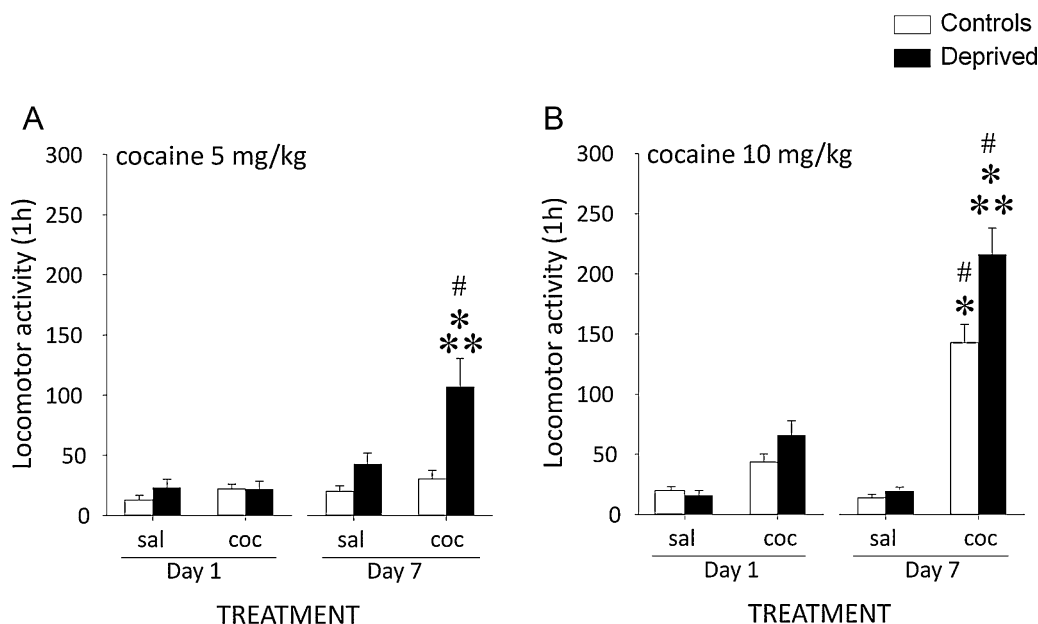 Controls
Deprived
A
cocaine 5 mg/kg
Locomotor activity (1h)
300
250
200
150
100
50
0
#
*
**
sal
coc
sal
coc
Day 1
Day 7
TREATMENT
B
cocaine 10 mg/kg
Locomotor activity (1h)
300
250
200
150
100
50
0
#
*
#
*
**
sal
coc
sal
coc
Day 1
Day 7
TREATMENT